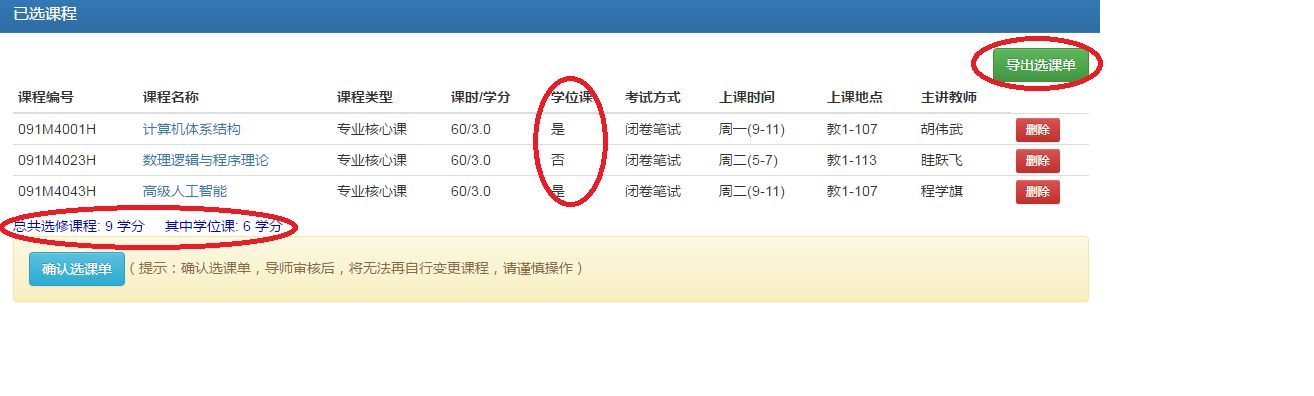 已选课程
导出选课单
课程编号 课程名称 课程类型 课时/学分 学位课 考试方式 上课时间 上课地点 主讲教师
091M4001H 计算机体系结构 专业核心课 60/3.0 是 闭卷笔试 周一(9-11) 教1-107 胡伟武 删除
091M4023H 数理逻辑与程序理论 专业核心课 60/3.0 否 闭卷笔试 周二(5-7) 教1-113 眭跃飞 删除
091M4043H 高级人工智能 专业核心课 60/3.0 是 闭卷笔试 周二(9-11) 教1-107 程学旗 删除
总共选修课程: 9 学分 其中学位课: 6 学分
确认选课单 ( 提示：确认选课单，导师审核后，将无法再自行变更课程，请谨慎操作 )